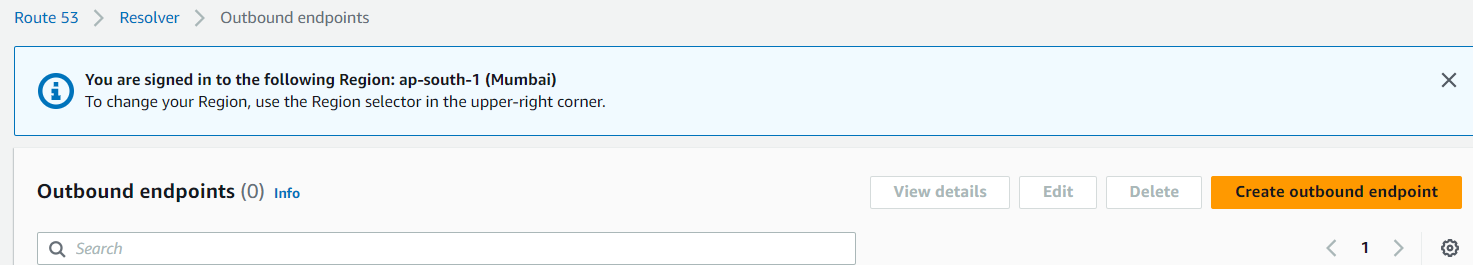 Route 53 > Resolver > Outbound endpoints
You are signed in to the following Region: ap-south-1 (Mumbai)
To change your Region, use the Region selector in the upper-right corner.
Outbound endpoints (0) Info View details Edit Delete Create outbound endpoint
Search 1